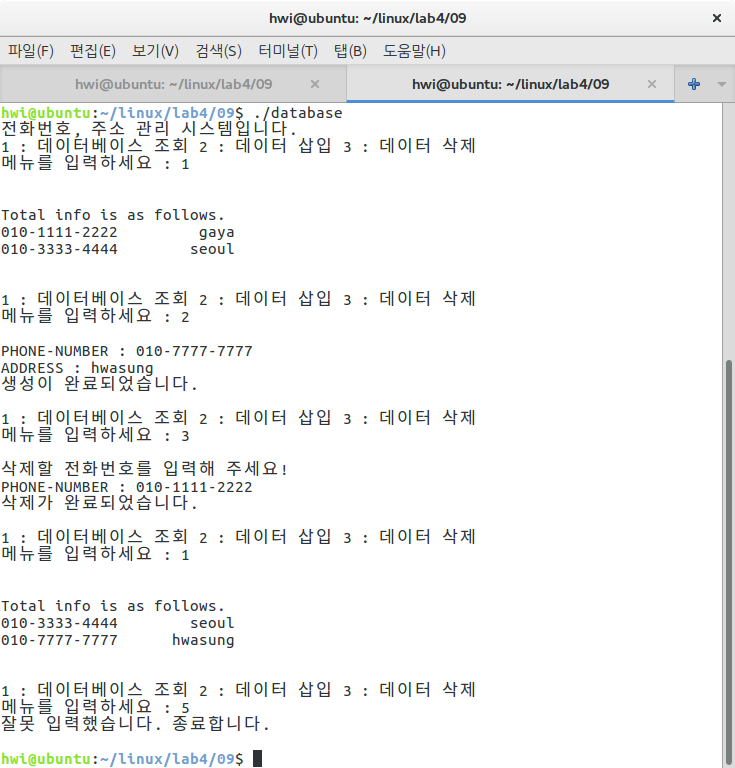 hwi@ubuntu: ~/linux/lab4/09
파일(F) 편집(E) 보기(V) 검색(S) 터미널(T) 탭(B) 도움말(H)
hwi@ubuntu: ~/linux/lab4/09 hwi@ubuntu: ~/linux/lab4/09
hwi@ubuntu:~/linux/lab4/09$ ./database
전화번호, 주소 관리 시스템입니다.
1 : 데이터베이스 조회 2 : 데이터 삽입 3 : 데이터 삭제
메뉴를 입력하세요 : 1
Total info is as follows.
010-1111-2222 gaya
010-3333-4444 seoul
1 : 데이터베이스 조회 2 : 데이터 삽입 3 : 데이터 삭제
메뉴를 입력하세요 : 2
PHONE-NUMBER : 010-7777-7777
ADDRESS : hwasung
생성이 완료되었습니다.
1 : 데이터베이스 조회 2 : 데이터 삽입 3 : 데이터 삭제
메뉴를 입력하세요 : 3
삭제할 전화번호를 입력해 주세요!
PHONE-NUMBER : 010-1111-2222
삭제가 완료되었습니다.
1 : 데이터베이스 조회 2 : 데이터 삽입 3 : 데이터 삭제
메뉴를 입력하세요 : 1
Total info is as follows.
010-3333-4444 seoul
010-7777-7777 hwasung
1 : 데이터베이스 조회 2 : 데이터 삽입 3 : 데이터 삭제
메뉴를 입력하세요 : 5
잘못 입력했습니다. 종료합니다.
hwi@ubuntu:~/linux/lab4/09$